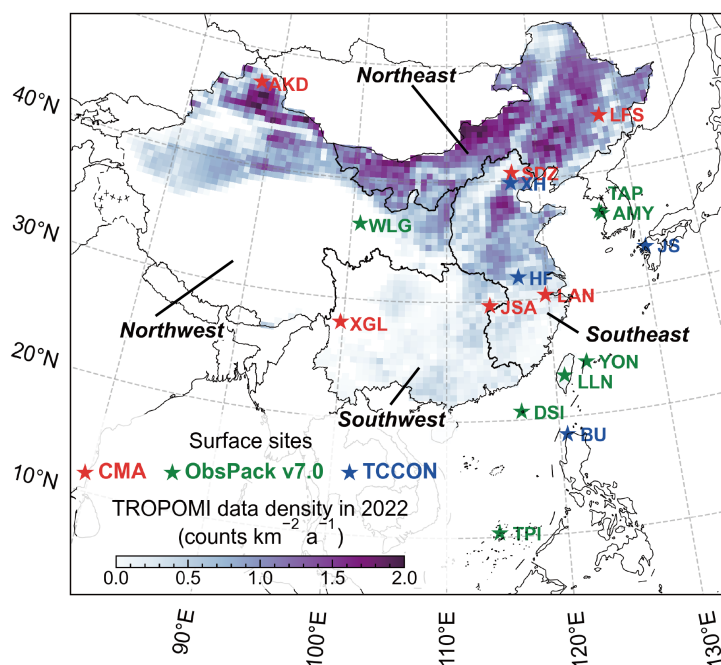 40°N
30°N
20°N
10°N
AKD
Northeast
LFS
SDZ
XH
TAP
AMY
WLG
JS
HF
LAN
JSA
XGL
Northwest
Southeast
YON
LLN
Southwest
DSI
BU
Surface sites
CMA ObsPack v7.0 TCCON
TROPOMI data density in 2022
(counts km⁻² a⁻¹)
TPI
0.0 0.5 1.0 1.5 2.0
90°E 100°E 110°E 120°E 130°E